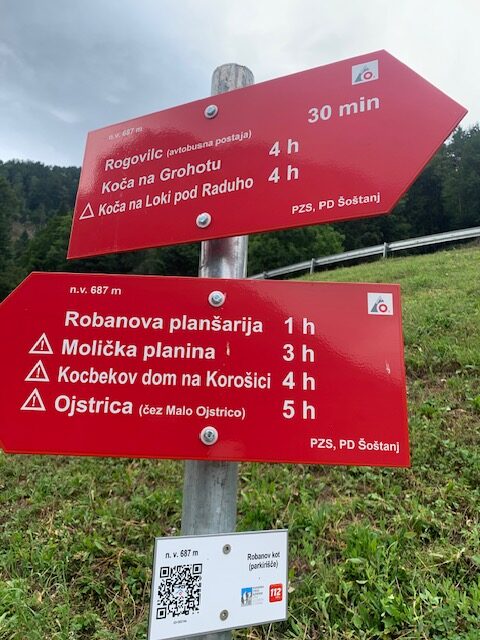 n.v. 687 m
Rogovilc (avtobusna postaja) 30 min
Koča na Grohotu 4 h
Koča na Loki pod Raduho 4 h
PZS, PD Šoštanj
n.v. 687 m
Robanova planšarija 1 h
Molička planina 3 h
Kocbekov dom na Korošici 4 h
Ojstrica (čez Malo Ojstrico) 5 h
PZS, PD Šoštanj
n. v. 687 m
Robanov kot
(parkirišče)
112